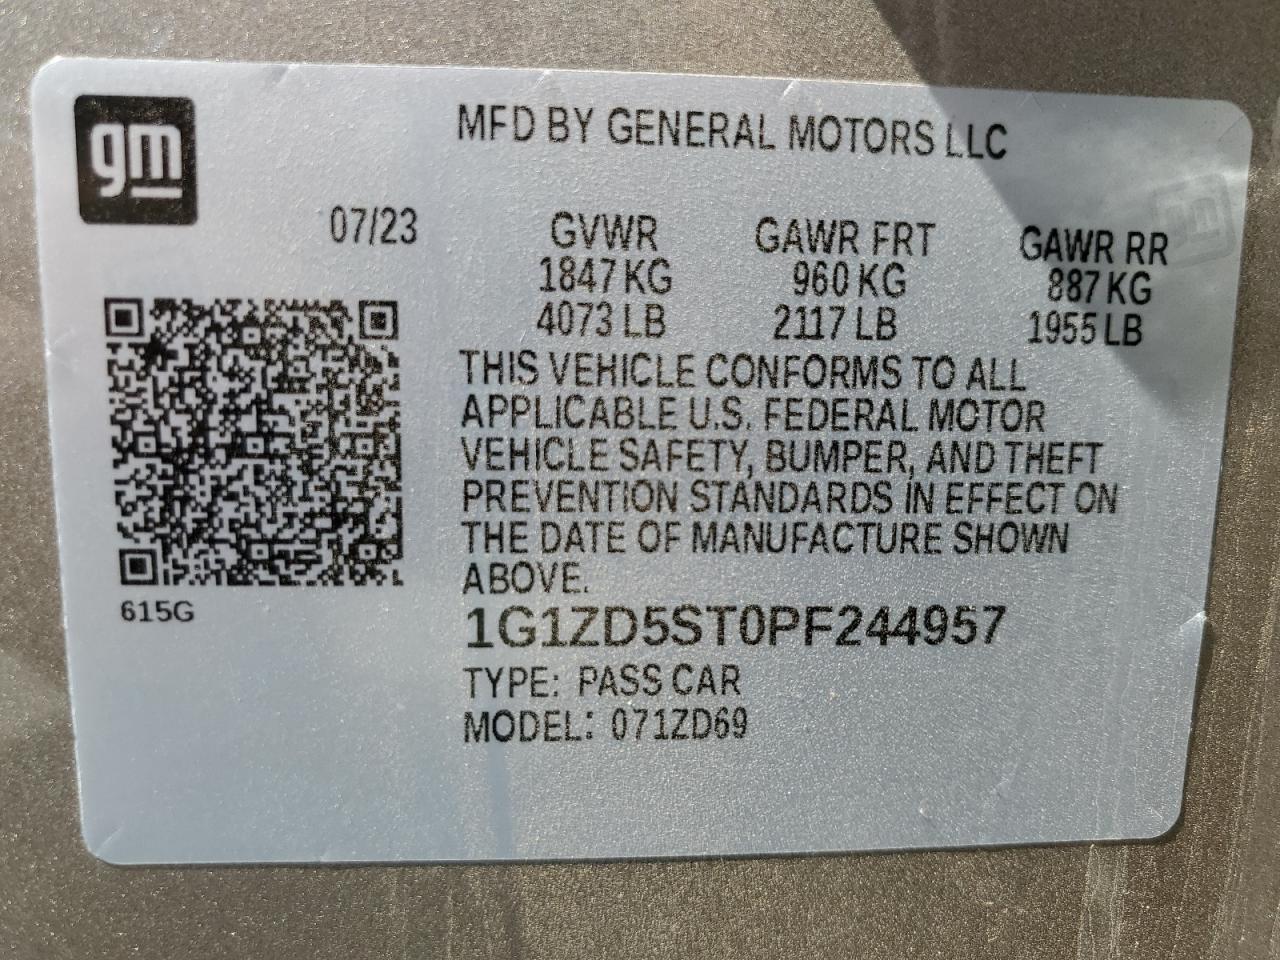 gm
MFD BY GENERAL MOTORS LLC
07/23
GVWR GAWR FRT GAWR RR
1847 KG 960 KG 887 KG
4073 LB 2117 LB 1955 LB
THIS VEHICLE CONFORMS TO ALL
APPLICABLE U.S. FEDERAL MOTOR
VEHICLE SAFETY, BUMPER, AND THEFT
PREVENTION STANDARDS IN EFFECT ON
THE DATE OF MANUFACTURE SHOWN
ABOVE.
615G
1G1ZD5ST0PF244957
TYPE: PASS CAR
MODEL: 071ZD69